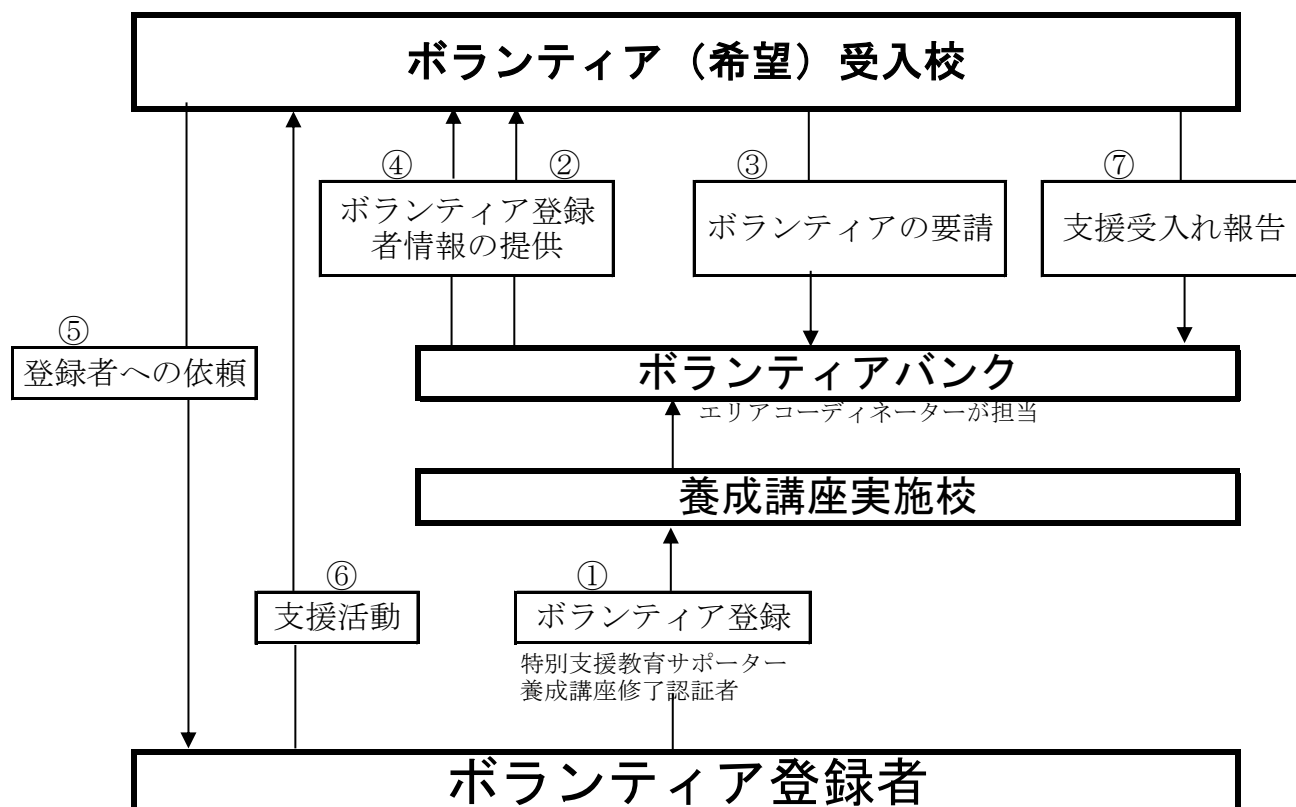 ボランティア（希望）受入校
④
②
③
⑦
ボランティア登録
者情報の提供
ボランティアの要請
支援受入れ報告
⑤
登録者への依頼
ボランティアバンク
エリアコーディネーターが担当
養成講座実施校
⑥
支援活動
①
ボランティア登録
特別支援教育サポーター
養成講座修了認証者
ボランティア登録者